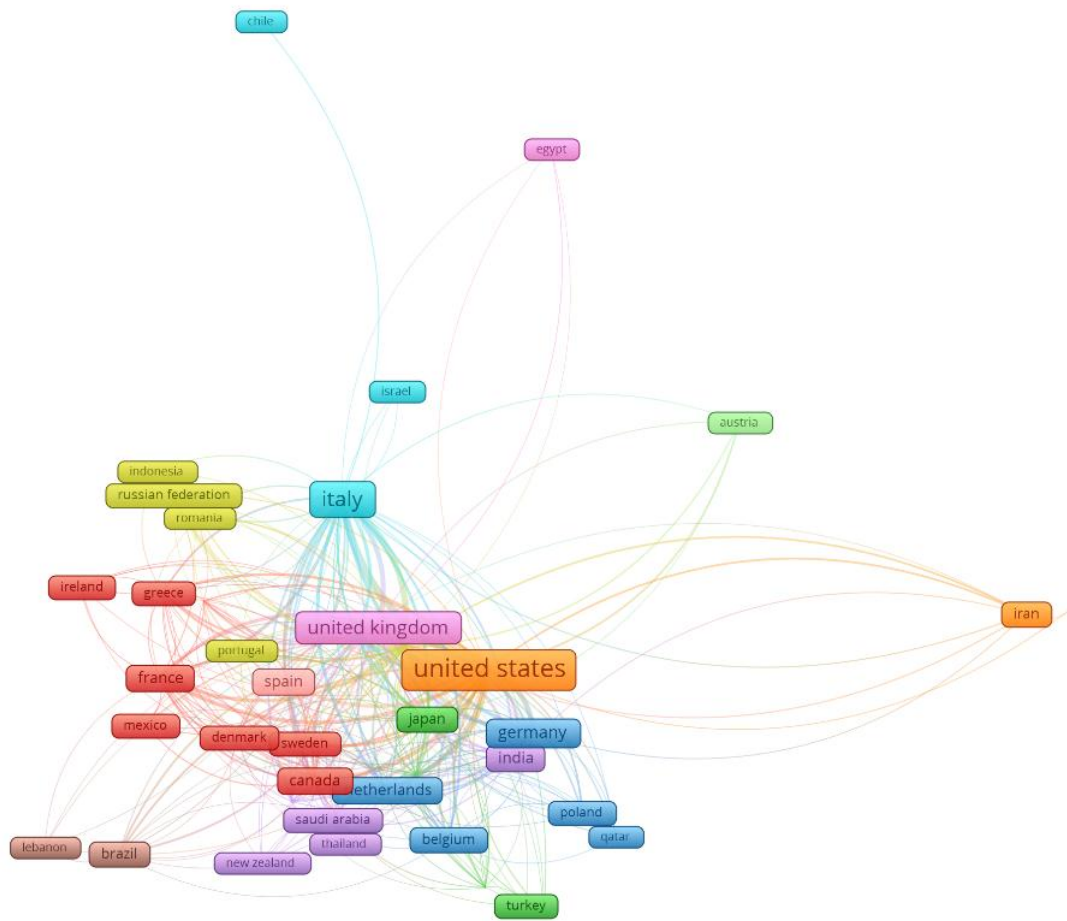 chile
egypt
israel
austria
indonesia
russian federation
italy
romania
ireland
greece
iran
united kingdom
portugal
united states
france
spain
japan
mexico
germany
denmark
sweden
india
canada
netherlands
poland
saudi arabia
qatar
belgium
thailand
lebanon
brazil
new zealand
turkey